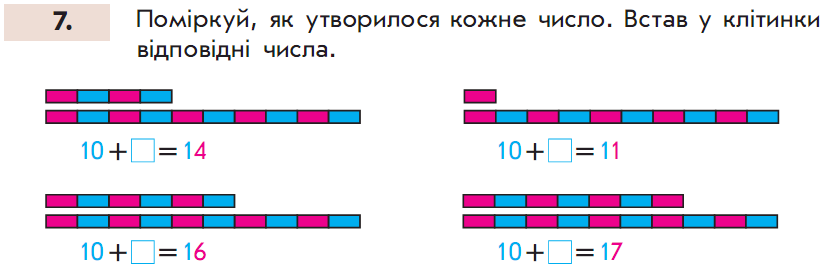 7.
Поміркуй, як утворилося кожне число. Встав у клітинки
відповідні числа.
10 + □ = 14
10 + □ = 11
10 + □ = 16
10 + □ = 17